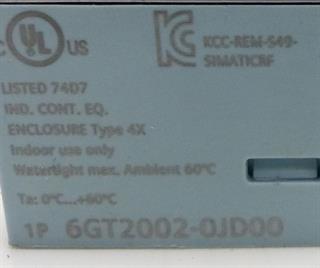 c UL US
KCC-REM-S49-
SIMATICRF
LISTED 74D7
IND. CONT. EQ.
ENCLOSURE Type 4X
Indoor use only
Watertight max. Ambient 60°C
Ta: 0°C...+60°C
1P 6GT2002-0JD00